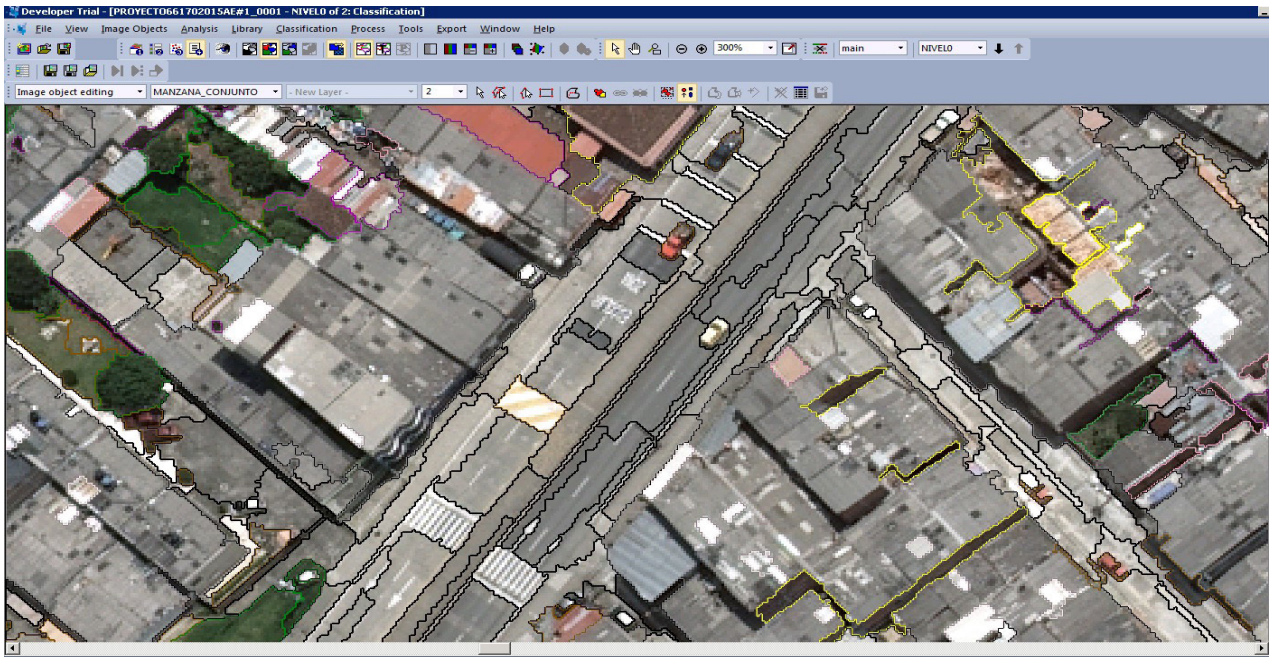 Developer Trial - [PROYECTO661702015AE#1_0001 - NIVEL0 of 2: Classification]
File View Image Objects Analysis Library Classification Process Tools Export Window Help
300% main NIVEL0
Image object editing MANZANA_CONJUNTO - New Layer - 2